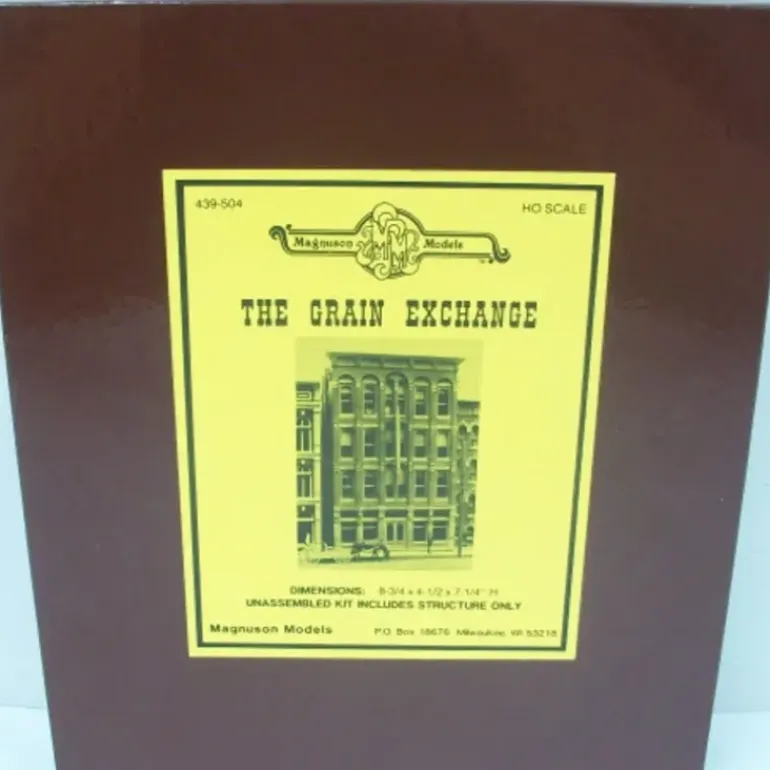 439-504
HO SCALE
Magnuson MM Models
THE GRAIN EXCHANGE
DIMENSIONS: 8-3/4 x 4-1/2 x 7-1/4" H
UNASSEMBLED KIT INCLUDES STRUCTURE ONLY
Magnuson Models P.O. Box 18676 Milwaukee, WI 53218